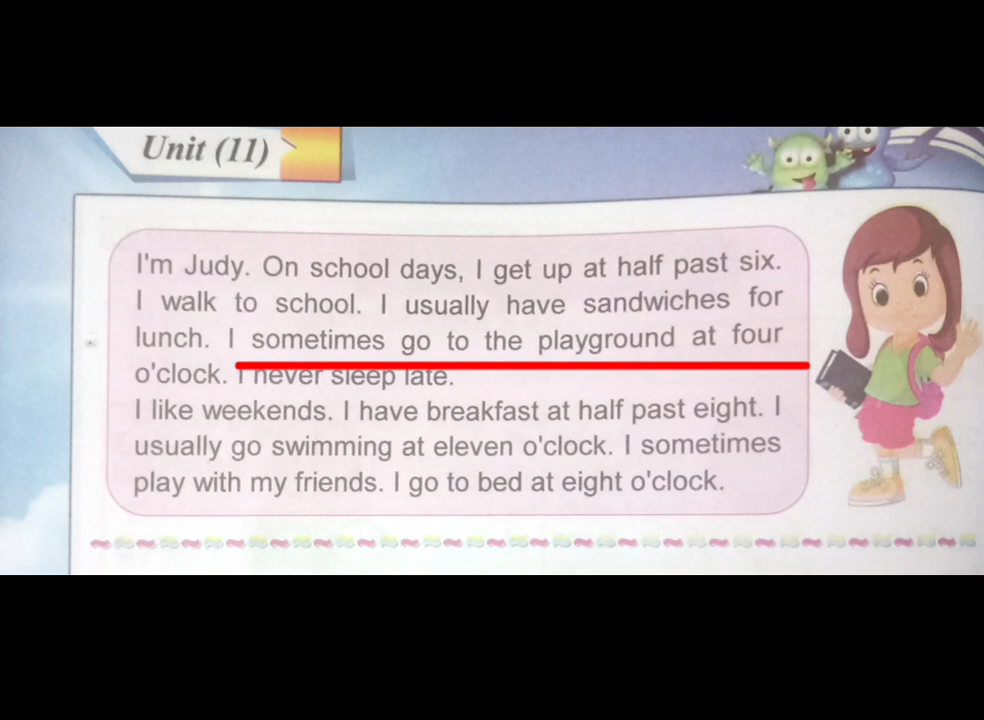 Unit (11)
I'm Judy. On school days, I get up at half past six.
I walk to school. I usually have sandwiches for
lunch. I sometimes go to the playground at four
o'clock. I never sleep late.
I like weekends. I have breakfast at half past eight. I
usually go swimming at eleven o'clock. I sometimes
play with my friends. I go to bed at eight o'clock.